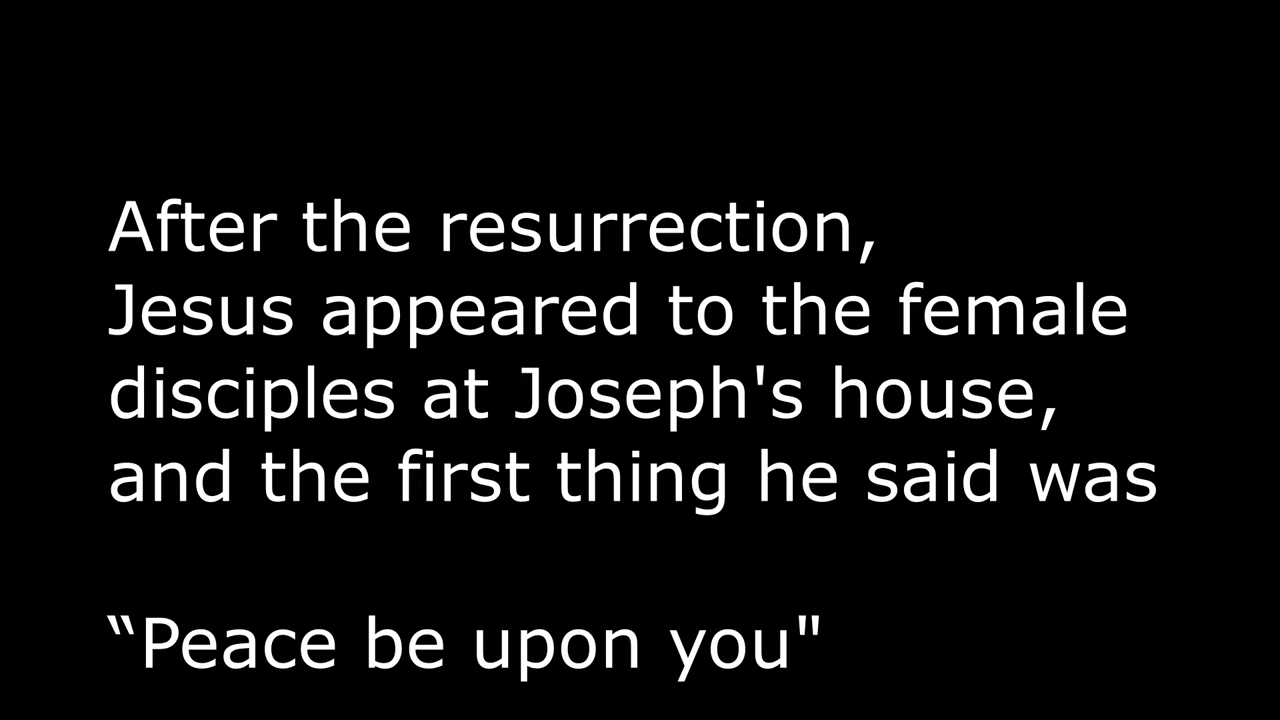 After the resurrection,
Jesus appeared to the female
disciples at Joseph's house,
and the first thing he said was
“Peace be upon you"